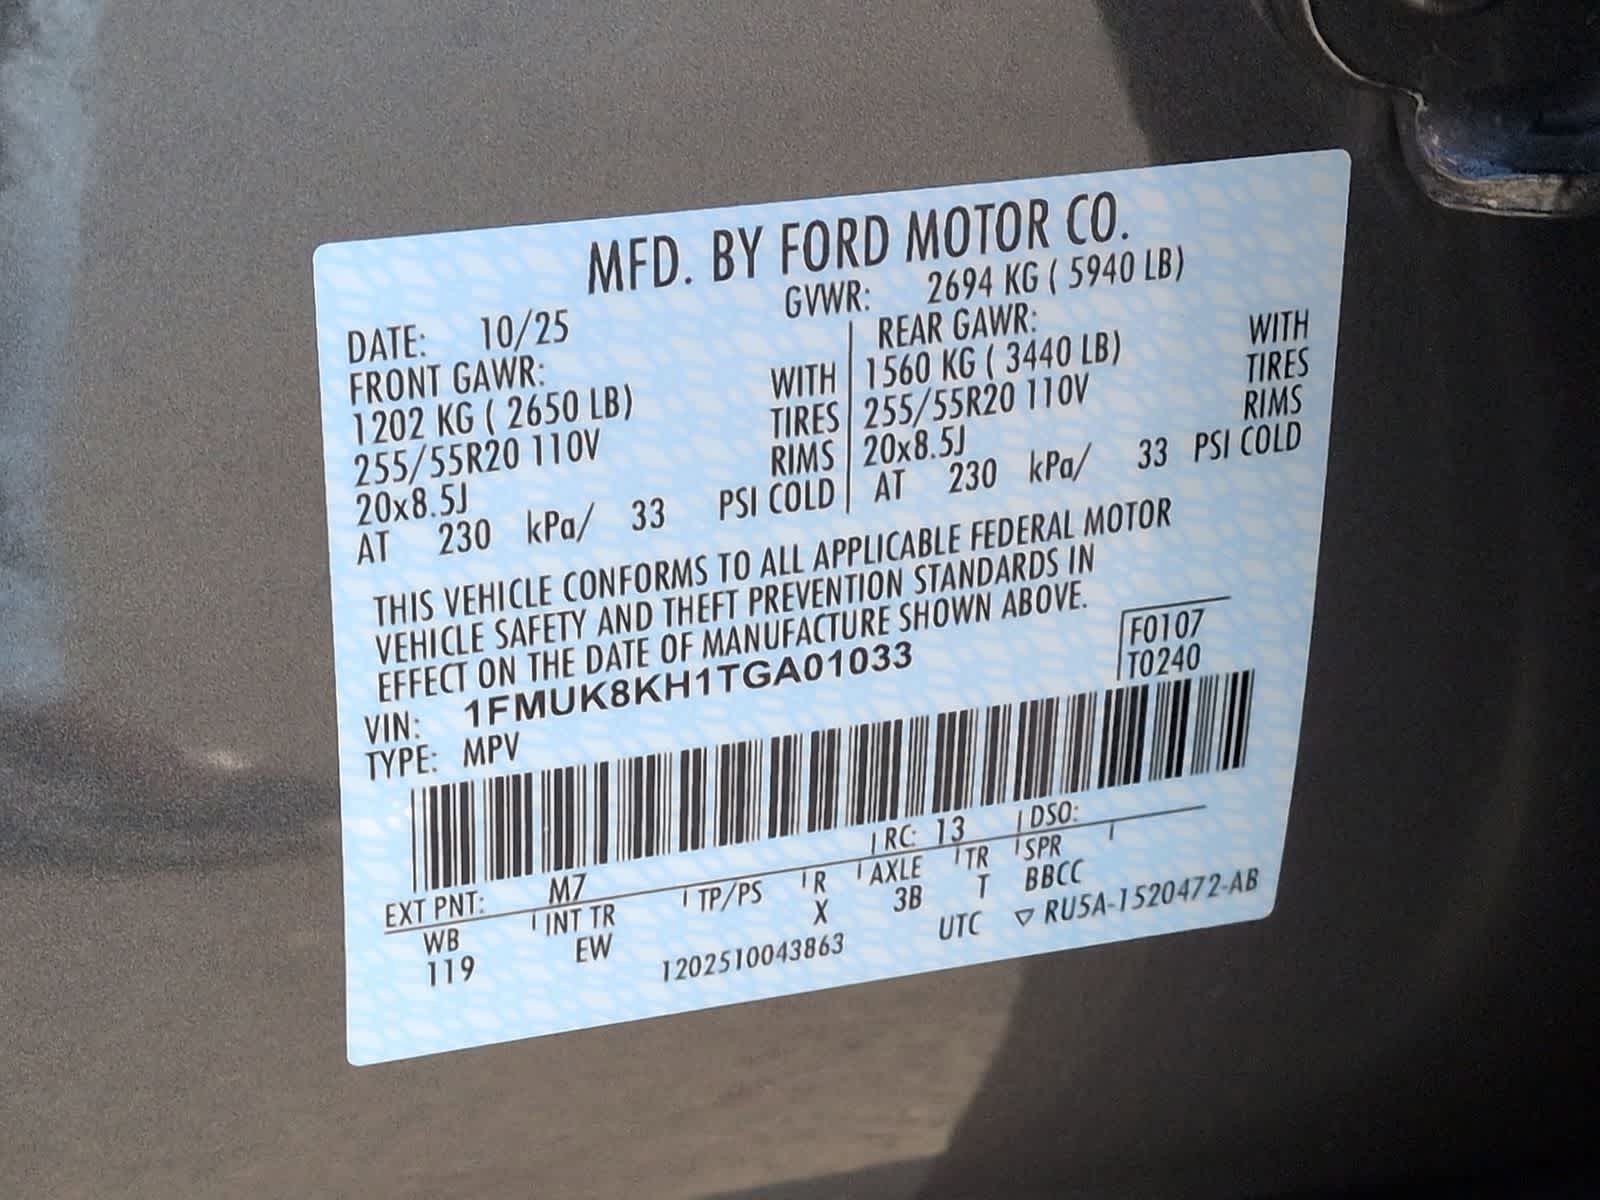 MFD. BY FORD MOTOR CO.
DATE: 10/25 GVWR: 2694 KG ( 5940 LB)
FRONT GAWR: REAR GAWR:
1202 KG ( 2650 LB) WITH 1560 KG ( 3440 LB) WITH
255/55R20 110V TIRES 255/55R20 110V TIRES
20x8.5J RIMS 20x8.5J RIMS
AT 230 kPa/ 33 PSI COLD AT 230 kPa/ 33 PSI COLD
THIS VEHICLE CONFORMS TO ALL APPLICABLE FEDERAL MOTOR
VEHICLE SAFETY AND THEFT PREVENTION STANDARDS IN
EFFECT ON THE DATE OF MANUFACTURE SHOWN ABOVE.
F0107
VIN: 1FMUK8KH1TGA01033 T0240
TYPE: MPV
EXT PNT: M7 RC: 13 DSO:
WB INT TR TP/PS R AXLE TR SPR
119 EW X 3B T BBCC
1202510043863 UTC ▽ RU5A-1520472-AB